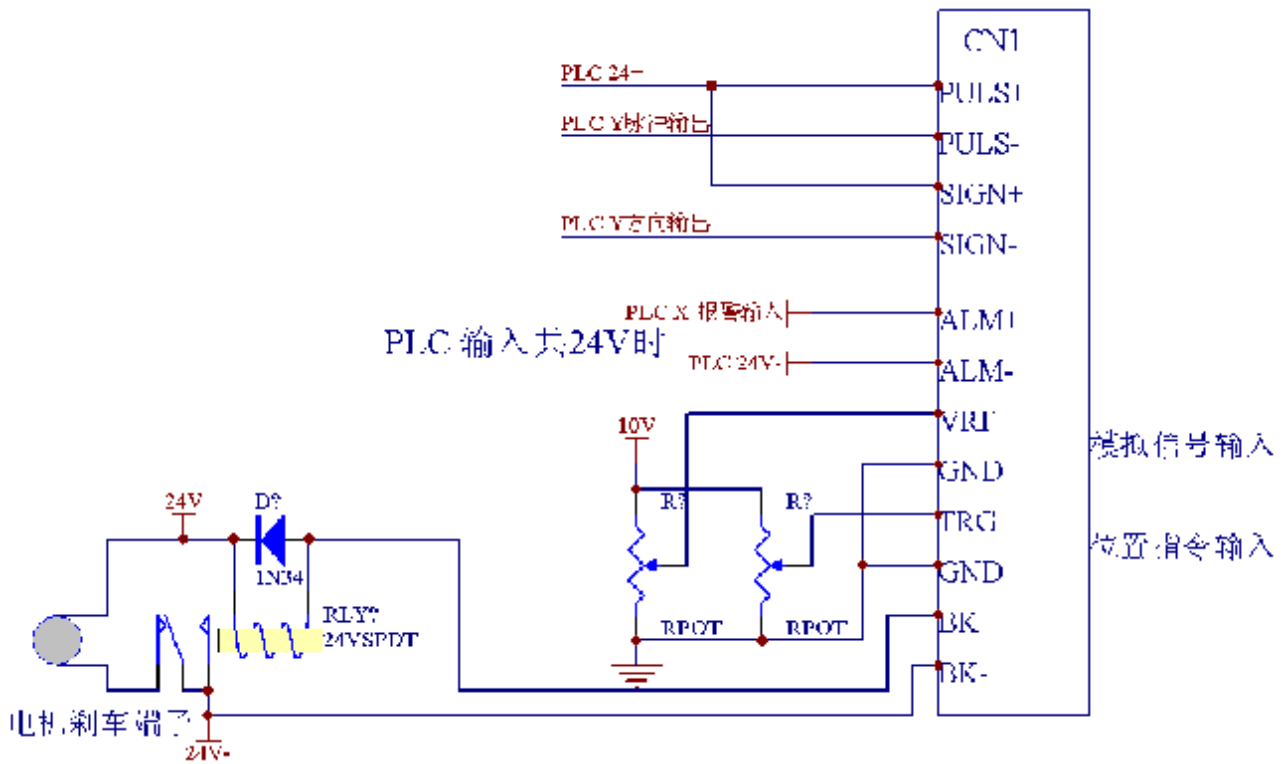 CN1
PLC 24+
PULS+
PLC Y脉冲输出
PULS-
SIGN+
PLC Y方向输出
SIGN-
PLC X 报警输入
ALM+
PLC 输入共24V时
PLC 24V-
ALM-
10V
VRF
模拟信号输入
GND
24V
D?
R?
R?
TRG
位置指令输入
1N34
GND
RLY?
24VSPDT
RPOT
RPOT
BK
BK-
电机刹车端子
24V-